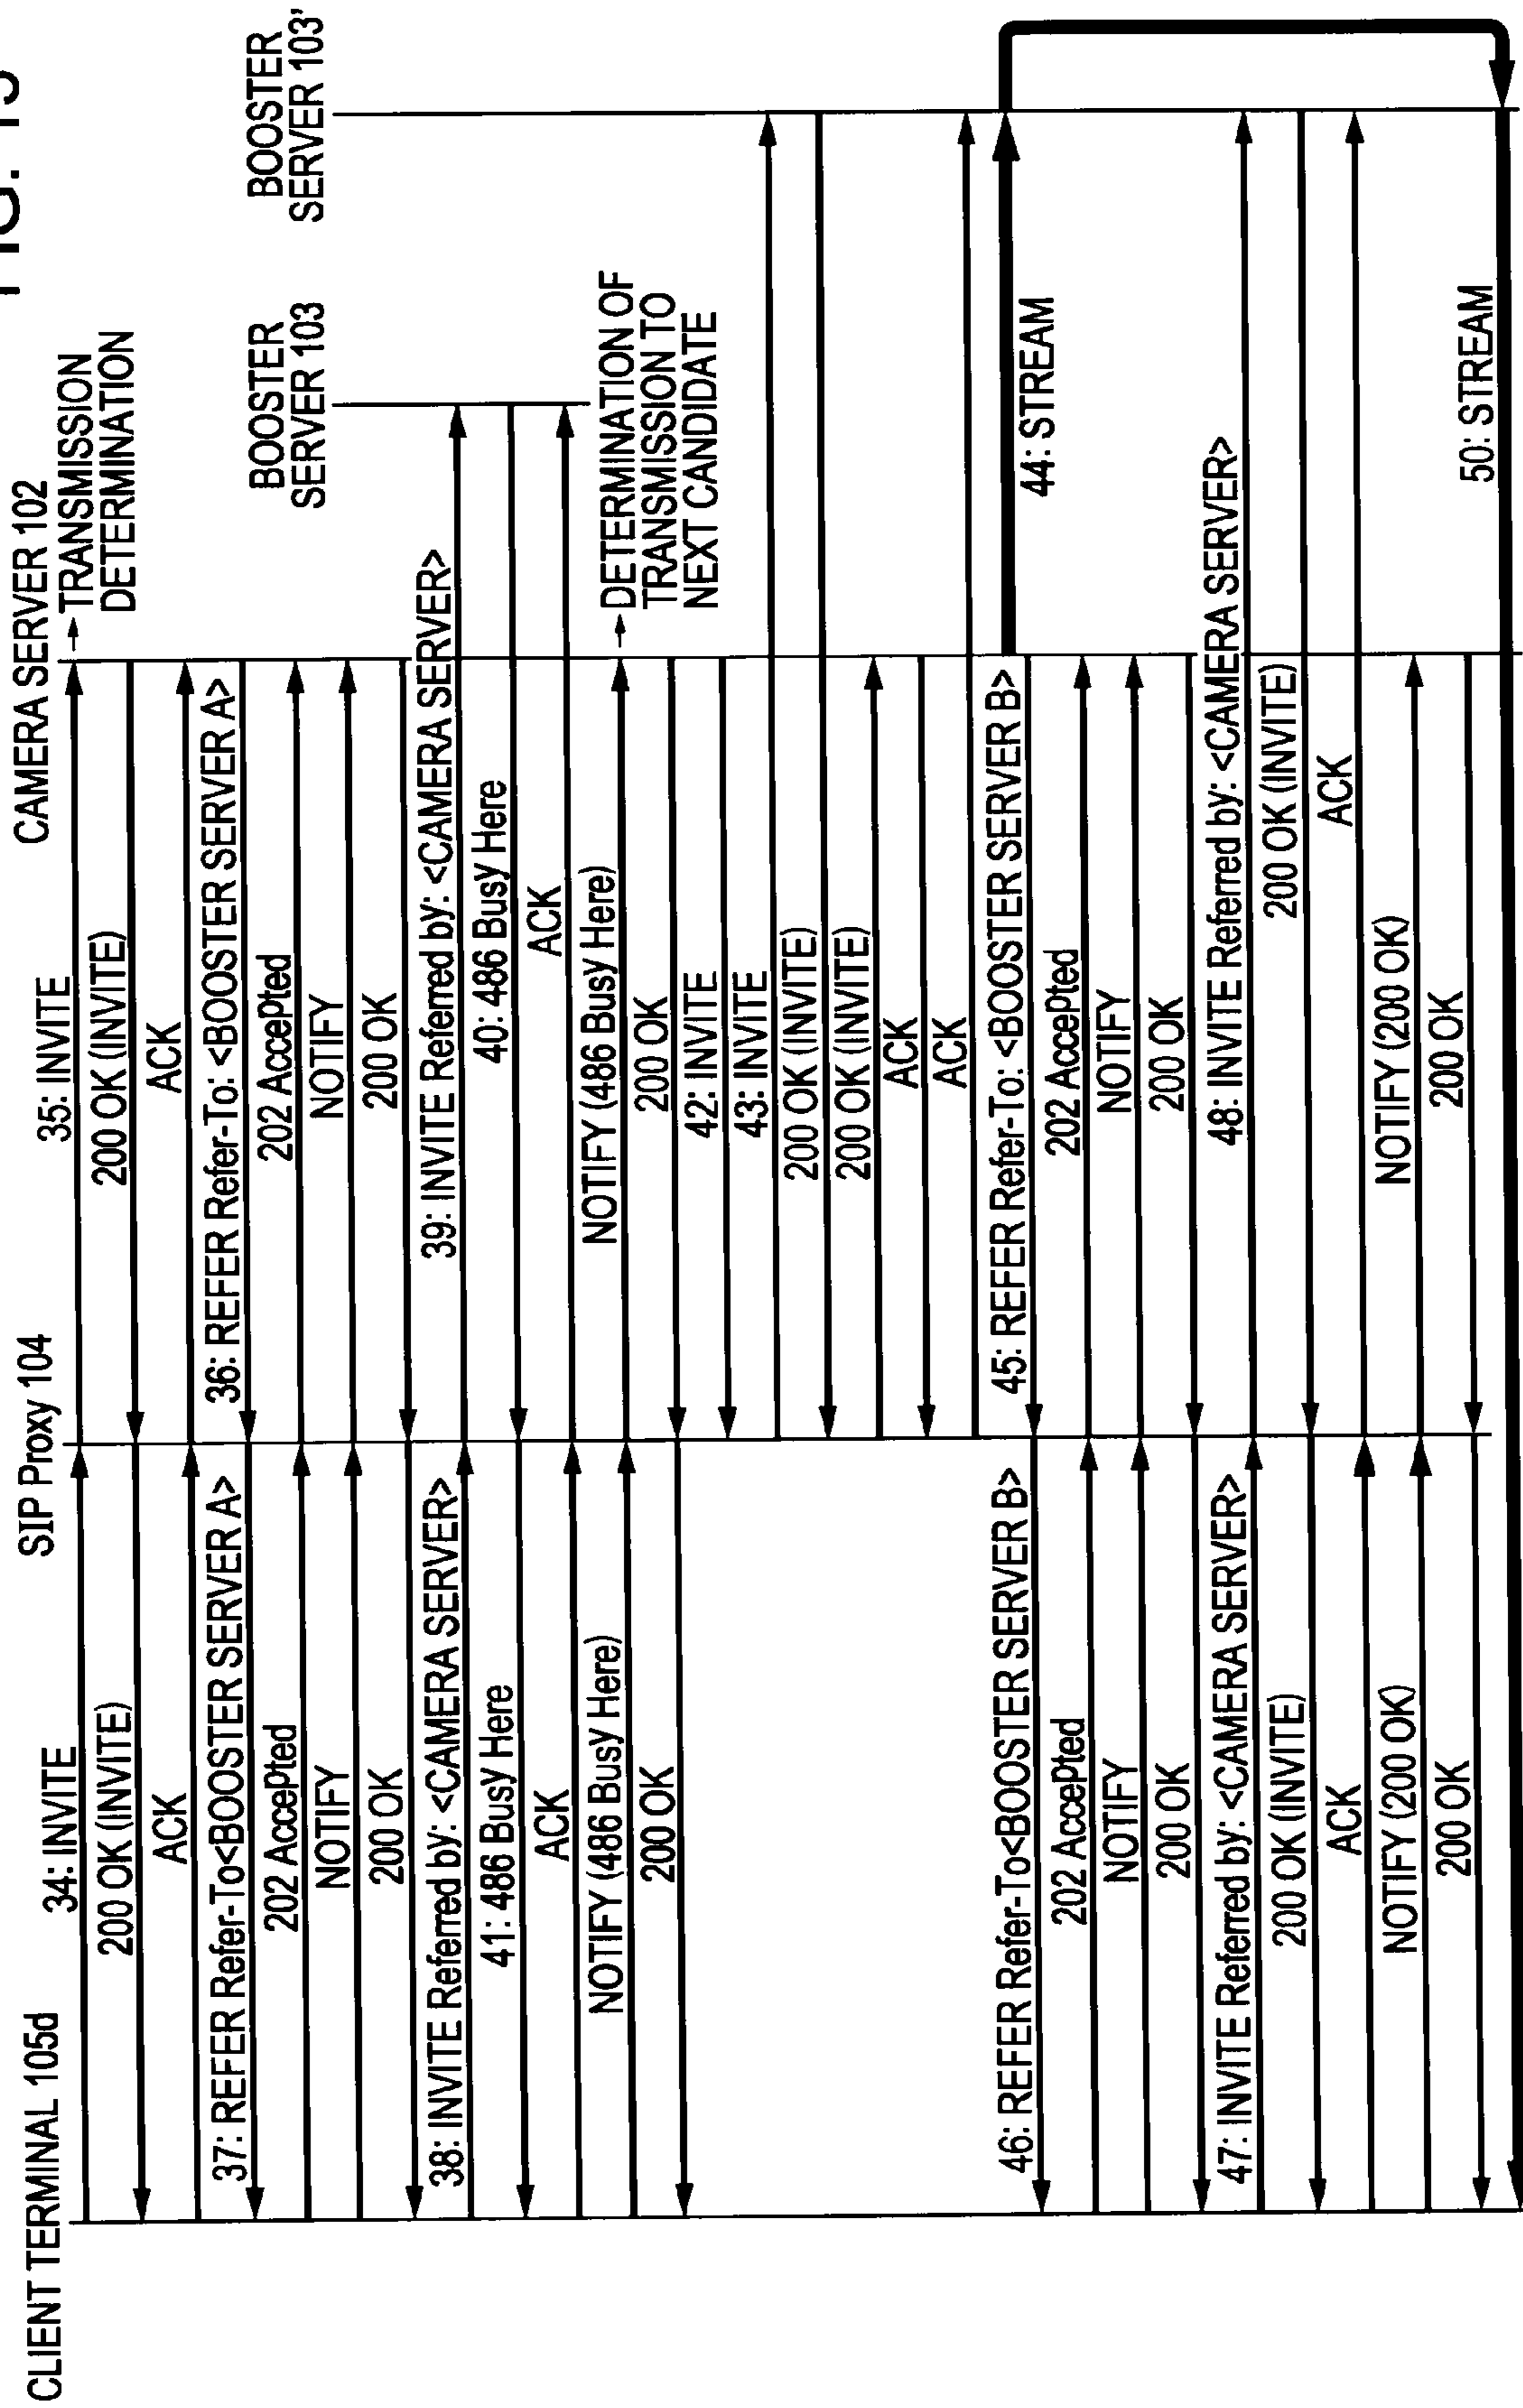 FIG. 15
CLIENT TERMINAL 105d
SIP Proxy 104
CAMERA SERVER 102
TRANSMISSION
DETERMINATION
BOOSTER
SERVER 103
BOOSTER
SERVER 103'
34: INVITE
35: INVITE
200 OK (INVITE)
200 OK (INVITE)
ACK
ACK
37: REFER Refer-To<BOOSTER SERVER A>
36: REFER Refer-To: <BOOSTER SERVER A>
202 Accepted
202 Accepted
NOTIFY
NOTIFY
200 OK
200 OK
38: INVITE Referred by: <CAMERA SERVER>
39: INVITE Referred by: <CAMERA SERVER>
41: 486 Busy Here
40: 486 Busy Here
ACK
ACK
NOTIFY (486 Busy Here)
NOTIFY (486 Busy Here)
DETERMINATION OF
TRANSMISSION TO
NEXT CANDIDATE
200 OK
200 OK
42: INVITE
43: INVITE
200 OK (INVITE)
200 OK (INVITE)
ACK
ACK
44: STREAM
46: REFER Refer-To<BOOSTER SERVER B>
45: REFER Refer-To: <BOOSTER SERVER B>
202 Accepted
202 Accepted
NOTIFY
NOTIFY
200 OK
200 OK
47: INVITE Referred by: <CAMERA SERVER>
48: INVITE Referred by: <CAMERA SERVER>
200 OK (INVITE)
200 OK (INVITE)
ACK
ACK
NOTIFY (200 OK)
NOTIFY (200 OK)
200 OK
200 OK
50: STREAM